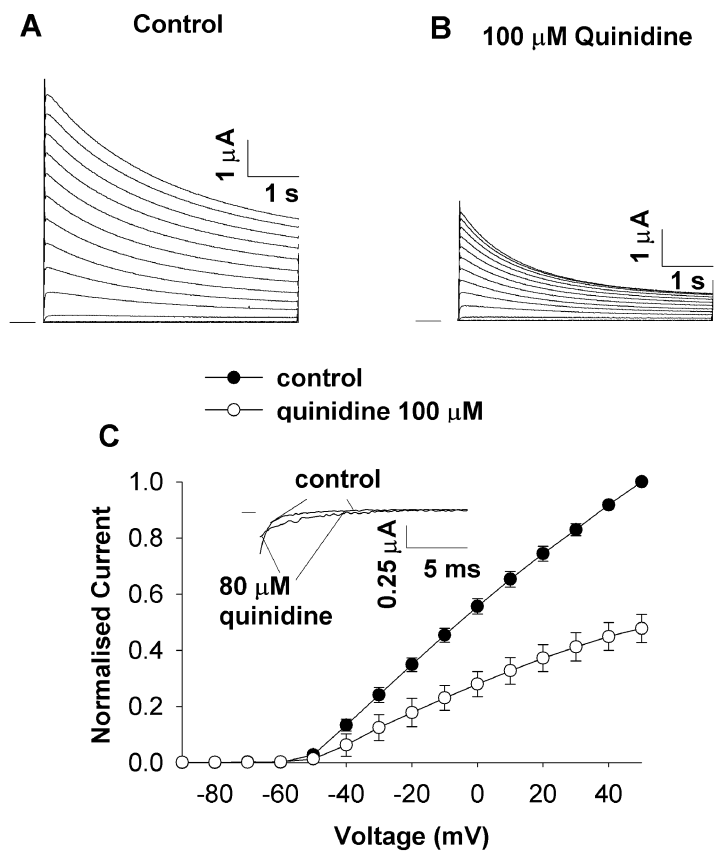 A
Control
1 μA
1 s
B
100 μM Quinidine
1 μA
1 s
control
quinidine 100 μM
C
Normalised Current
1.0
0.8
0.6
0.4
0.2
0.0
control
80 μM
quinidine
0.25 μA
5 ms
-80 -60 -40 -20 0 20 40
Voltage (mV)